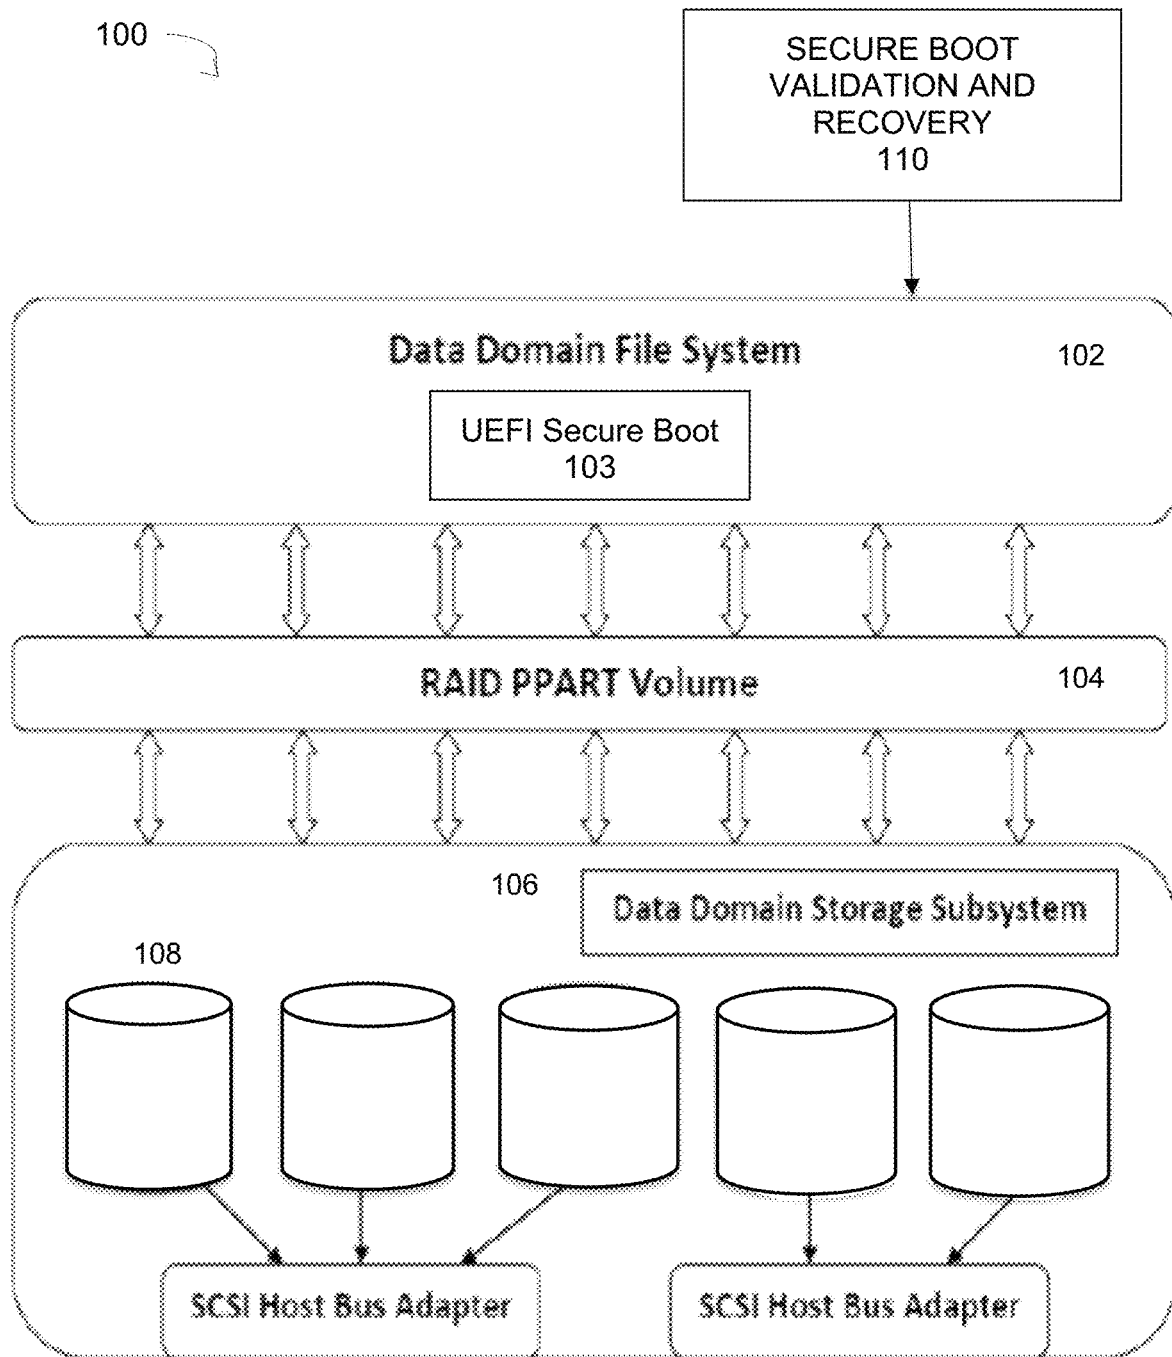 100
SECURE BOOT
VALIDATION AND
RECOVERY
110
Data Domain File System
102
UEFI Secure Boot
103
RAID PPART Volume
104
106
Data Domain Storage Subsystem
108
SCSI Host Bus Adapter
SCSI Host Bus Adapter